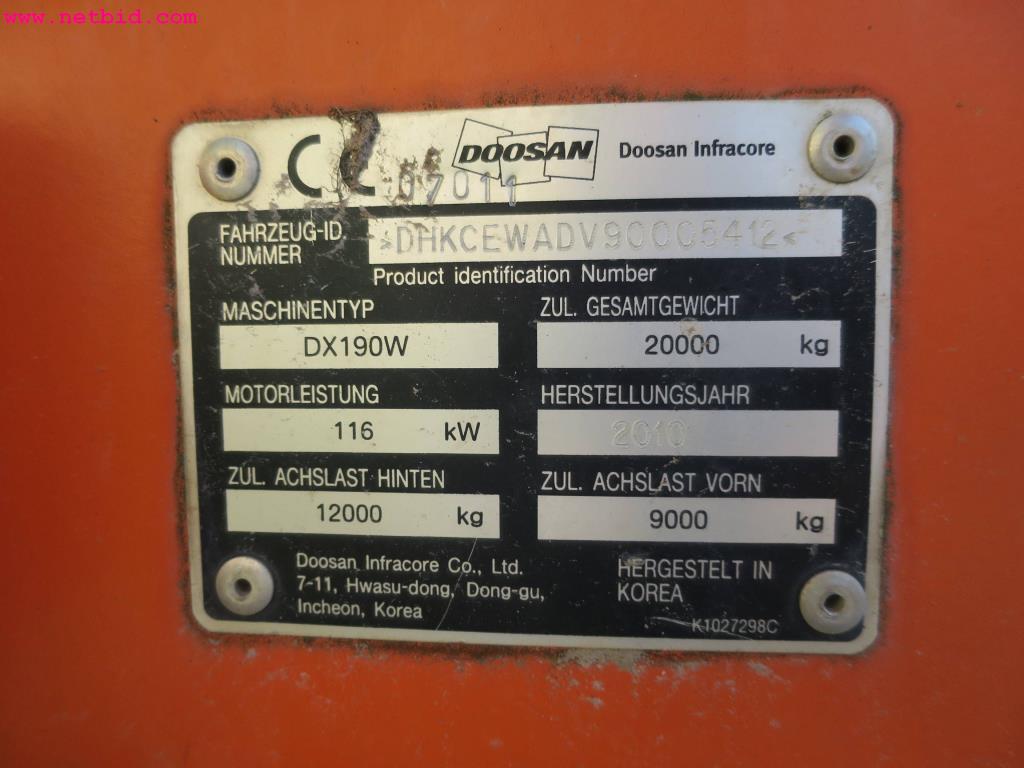 www.netbid.com
CE DOOSAN Doosan Infracore
07011
FAHRZEUG-ID. NUMMER
>DHKCEWADV90005412<
Product identification Number
MASCHINENTYP
DX190W
ZUL. GESAMTGEWICHT
20000 kg
MOTORLEISTUNG
116 kW
HERSTELLUNGSJAHR
2010
ZUL. ACHSLAST HINTEN
12000 kg
ZUL. ACHSLAST VORN
9000 kg
Doosan Infracore Co., Ltd.
7-11, Hwasu-dong, Dong-gu,
Incheon, Korea
HERGESTELT IN
KOREA
K1027298C